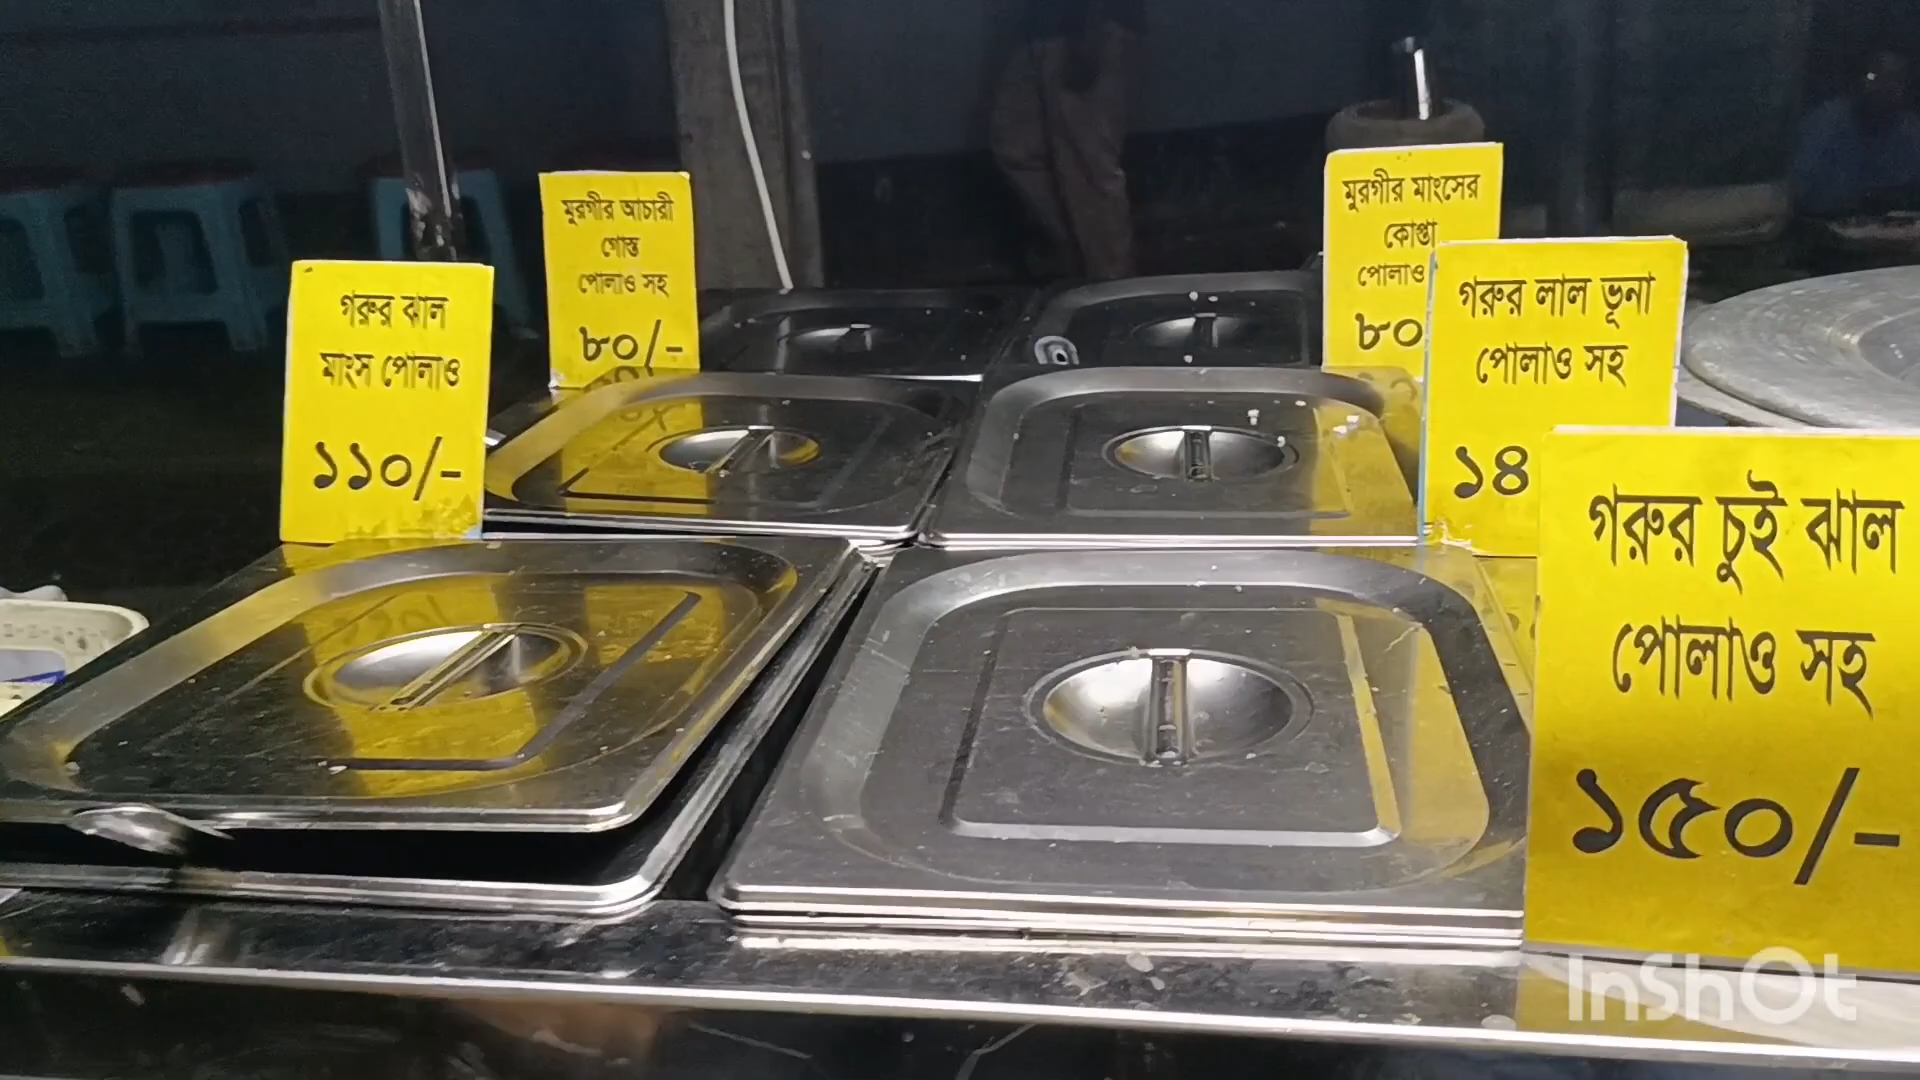 মুরগীর আচারী
গোস্ত
পোলাও সহ
৮০/-
মুরগীর মাংসের
কোপ্তা
পোলাও
৮০
গরুর ঝাল
মাংস পোলাও
১১০/-
গরুর লাল ভূনা
পোলাও সহ
১৪
গরুর চুই ঝাল
পোলাও সহ
১৫০/-
InShOt